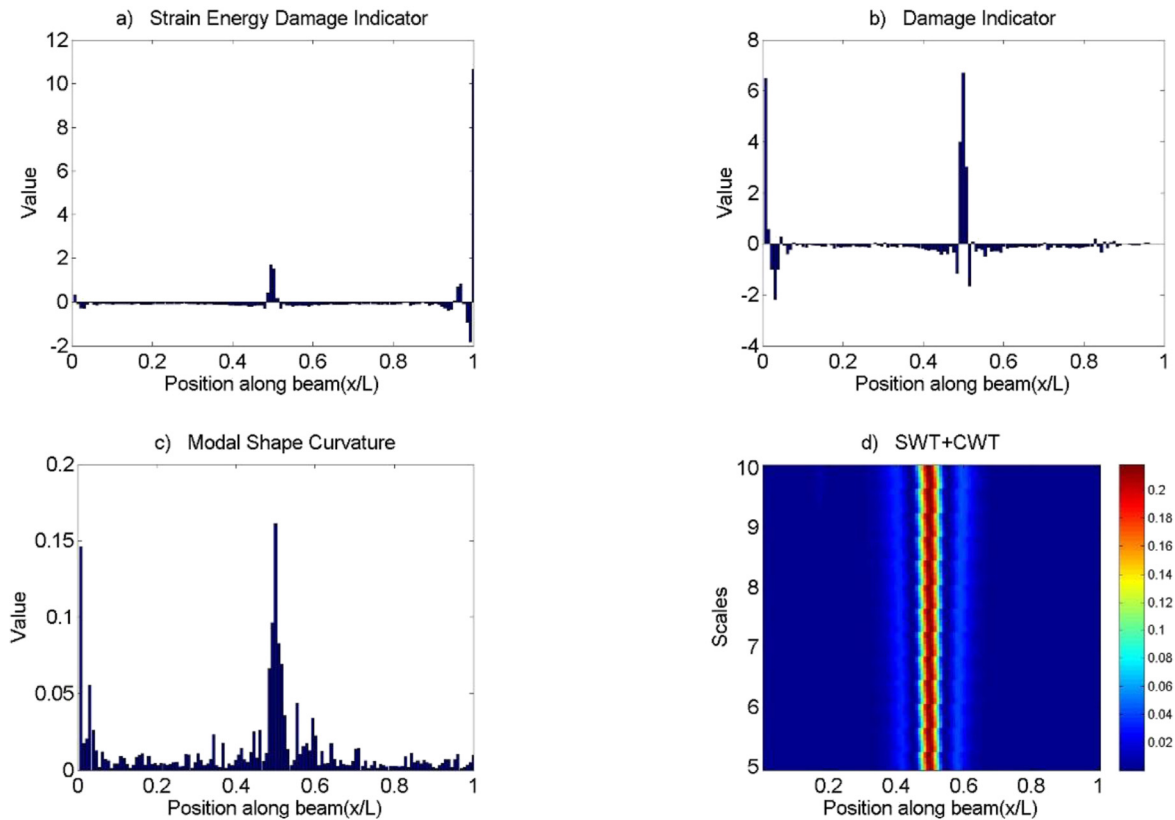 a) Strain Energy Damage Indicator
12
10
8
6
4
2
0
-2
Value
0 0.2 0.4 0.6 0.8 1
Position along beam(x/L)
b) Damage Indicator
8
6
4
2
0
-2
-4
Value
0 0.2 0.4 0.6 0.8 1
Position along beam(x/L)
c) Modal Shape Curvature
0.2
0.15
0.1
0.05
0
Value
0 0.2 0.4 0.6 0.8 1
Position along beam(x/L)
d) SWT+CWT
10
9
8
7
6
5
Scales
0.2 0.4 0.6 0.8 1
Position along beam(x/L)
0.2
0.18
0.16
0.14
0.12
0.1
0.08
0.06
0.04
0.02